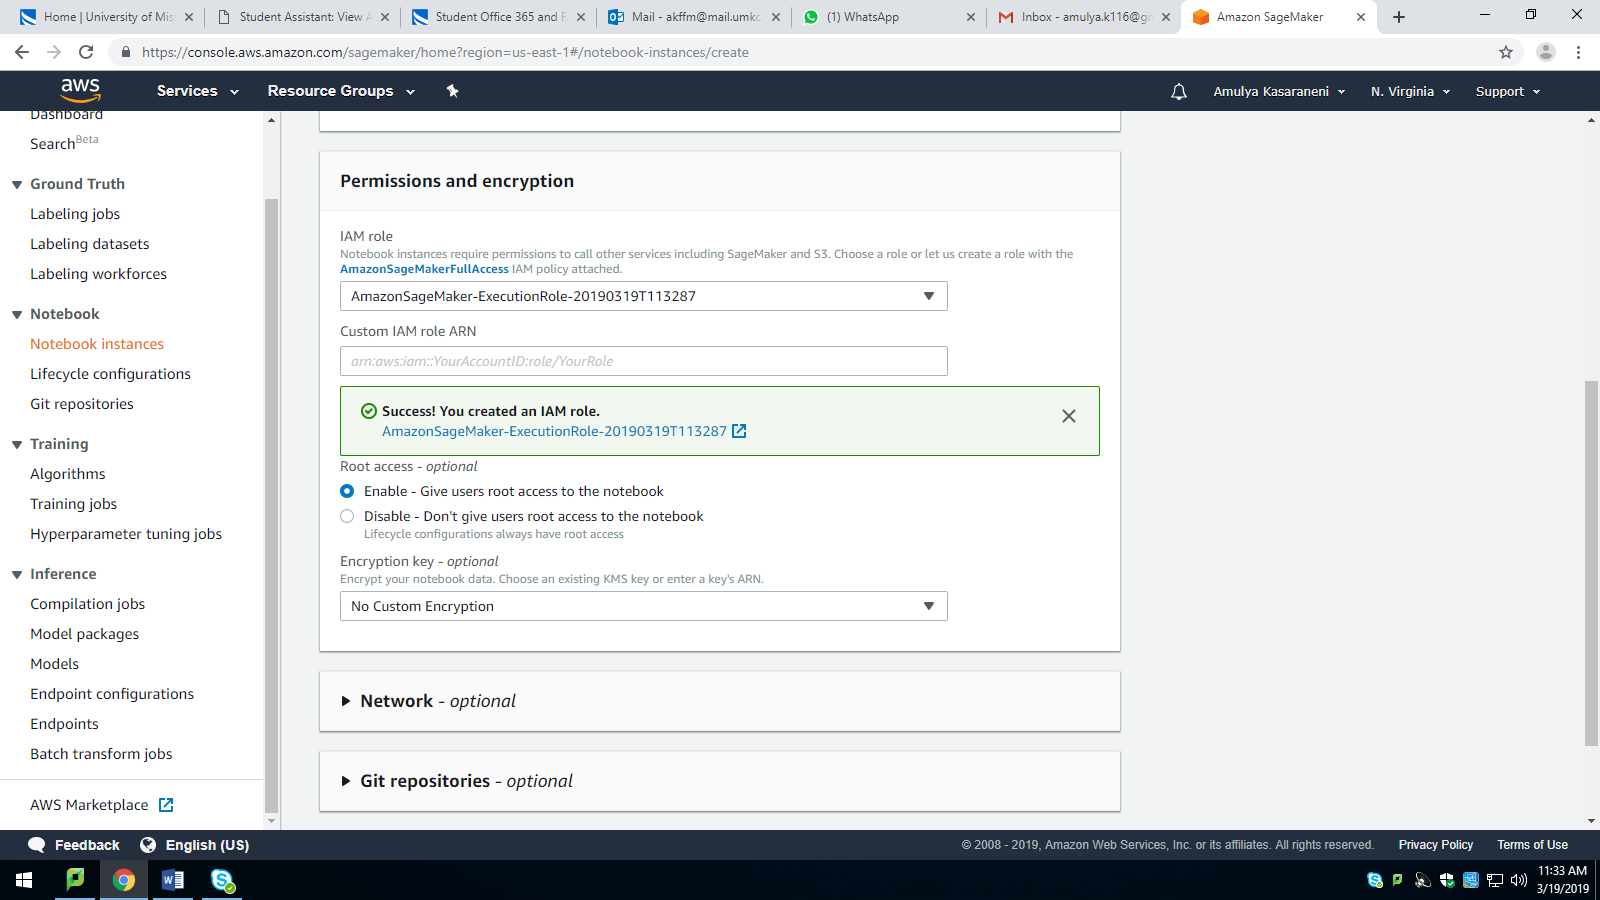 Home | University of Mis
Student Assistant: View A
Student Office 365 and F
Mail - akffm@mail.umkc
(1) WhatsApp
Inbox - amulya.k116@gm
Amazon SageMaker
https://console.aws.amazon.com/sagemaker/home?region=us-east-1#/notebook-instances/create
aws
Services
Resource Groups
Amulya Kasaraneni
N. Virginia
Support
Dashboard
Search Beta
Ground Truth
Labeling jobs
Labeling datasets
Labeling workforces
Notebook
Notebook instances
Lifecycle configurations
Git repositories
Training
Algorithms
Training jobs
Hyperparameter tuning jobs
Inference
Compilation jobs
Model packages
Models
Endpoint configurations
Endpoints
Batch transform jobs
AWS Marketplace
Permissions and encryption
IAM role
Notebook instances require permissions to call other services including SageMaker and S3. Choose a role or let us create a role with the
AmazonSageMakerFullAccess IAM policy attached.
AmazonSageMaker-ExecutionRole-20190319T113287
Custom IAM role ARN
arn:aws:iam::YourAccountID:role/YourRole
Success! You created an IAM role.
AmazonSageMaker-ExecutionRole-20190319T113287
Root access - optional
Enable - Give users root access to the notebook
Disable - Don't give users root access to the notebook
Lifecycle configurations always have root access
Encryption key - optional
Encrypt your notebook data. Choose an existing KMS key or enter a key's ARN.
No Custom Encryption
Network - optional
Git repositories - optional
Feedback
English (US)
© 2008 - 2019, Amazon Web Services, Inc. or its affiliates. All rights reserved.
Privacy Policy
Terms of Use
11:33 AM
3/19/2019